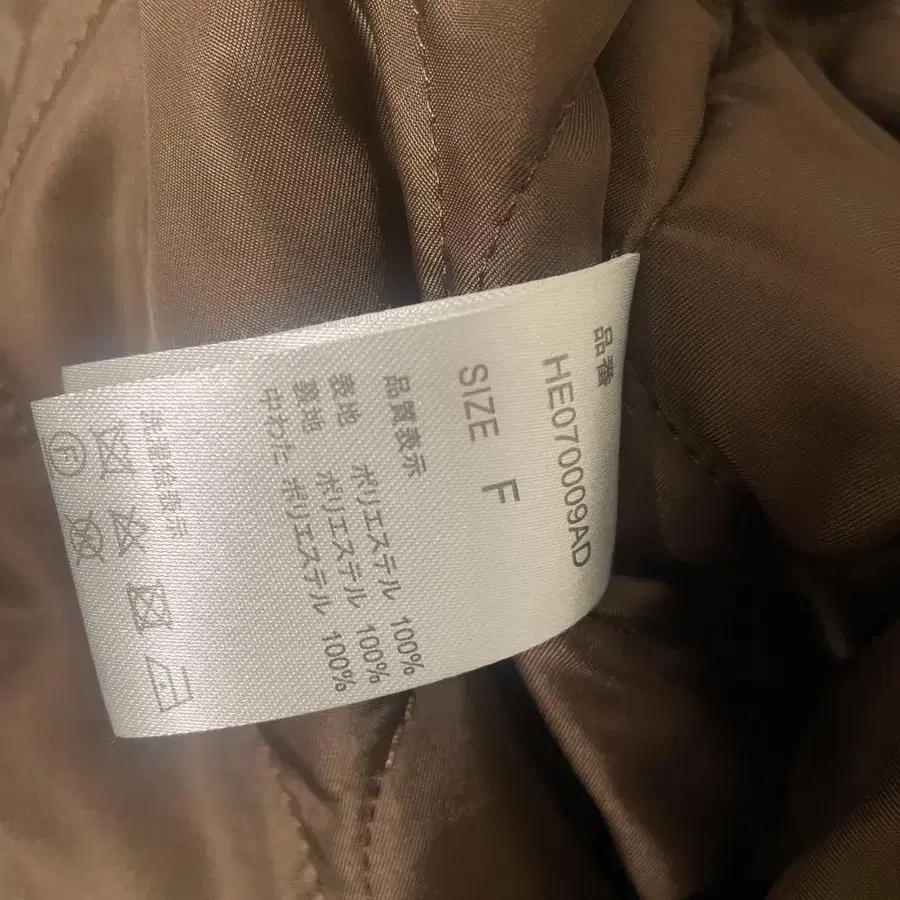 品番
HE070009AD
SIZE F
品質表示
表地 ポリエステル 100%
裏地 ポリエステル 100%
中わた ポリエステル 100%
洗濯絵表示
F